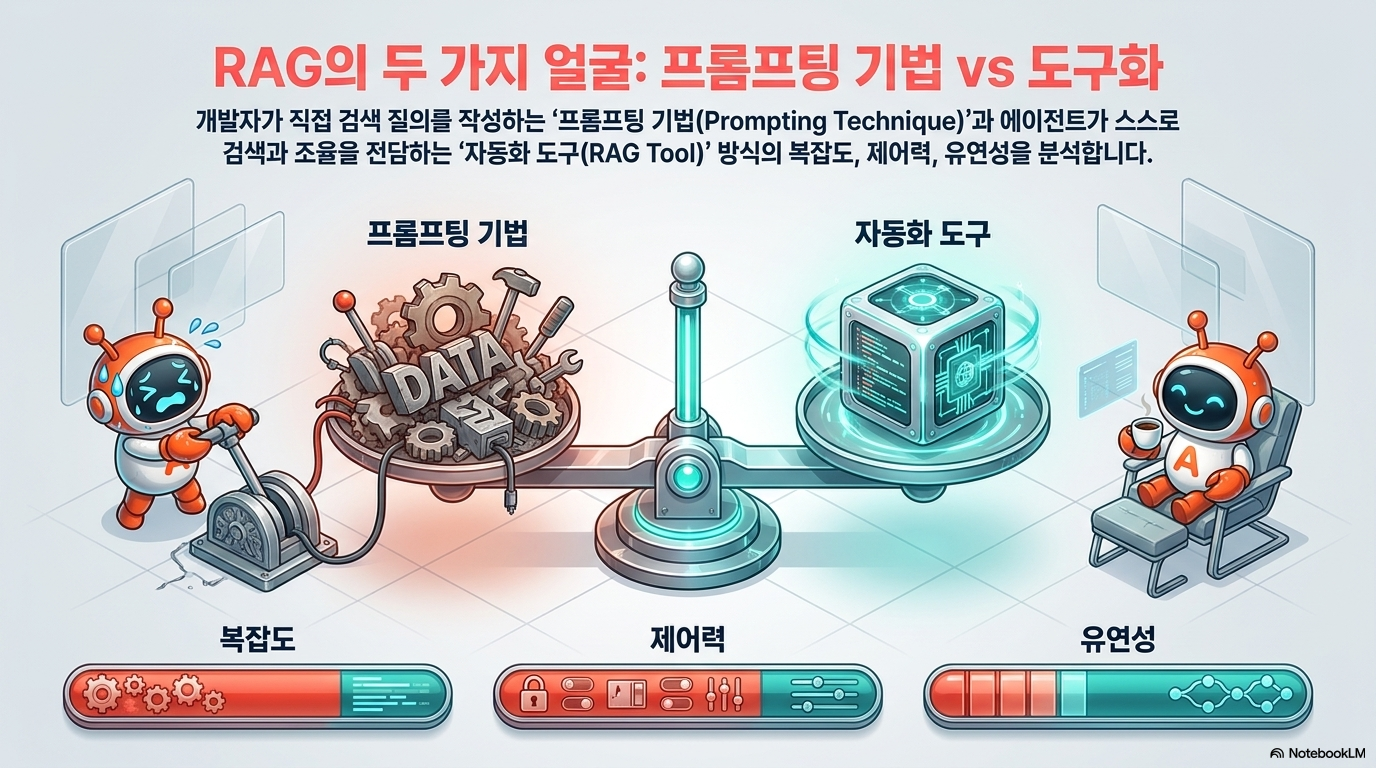 RAG의 두 가지 얼굴: 프롬프팅 기법 vs 도구화
개발자가 직접 검색 질의를 작성하는 ‘프롬프팅 기법(Prompting Technique)’과 에이전트가 스스로
검색과 조율을 전담하는 ‘자동화 도구(RAG Tool)’ 방식의 복잡도, 제어력, 유연성을 분석합니다.
프롬프팅 기법
자동화 도구
DATA
A
A
복잡도
제어력
유연성
NotebookLM